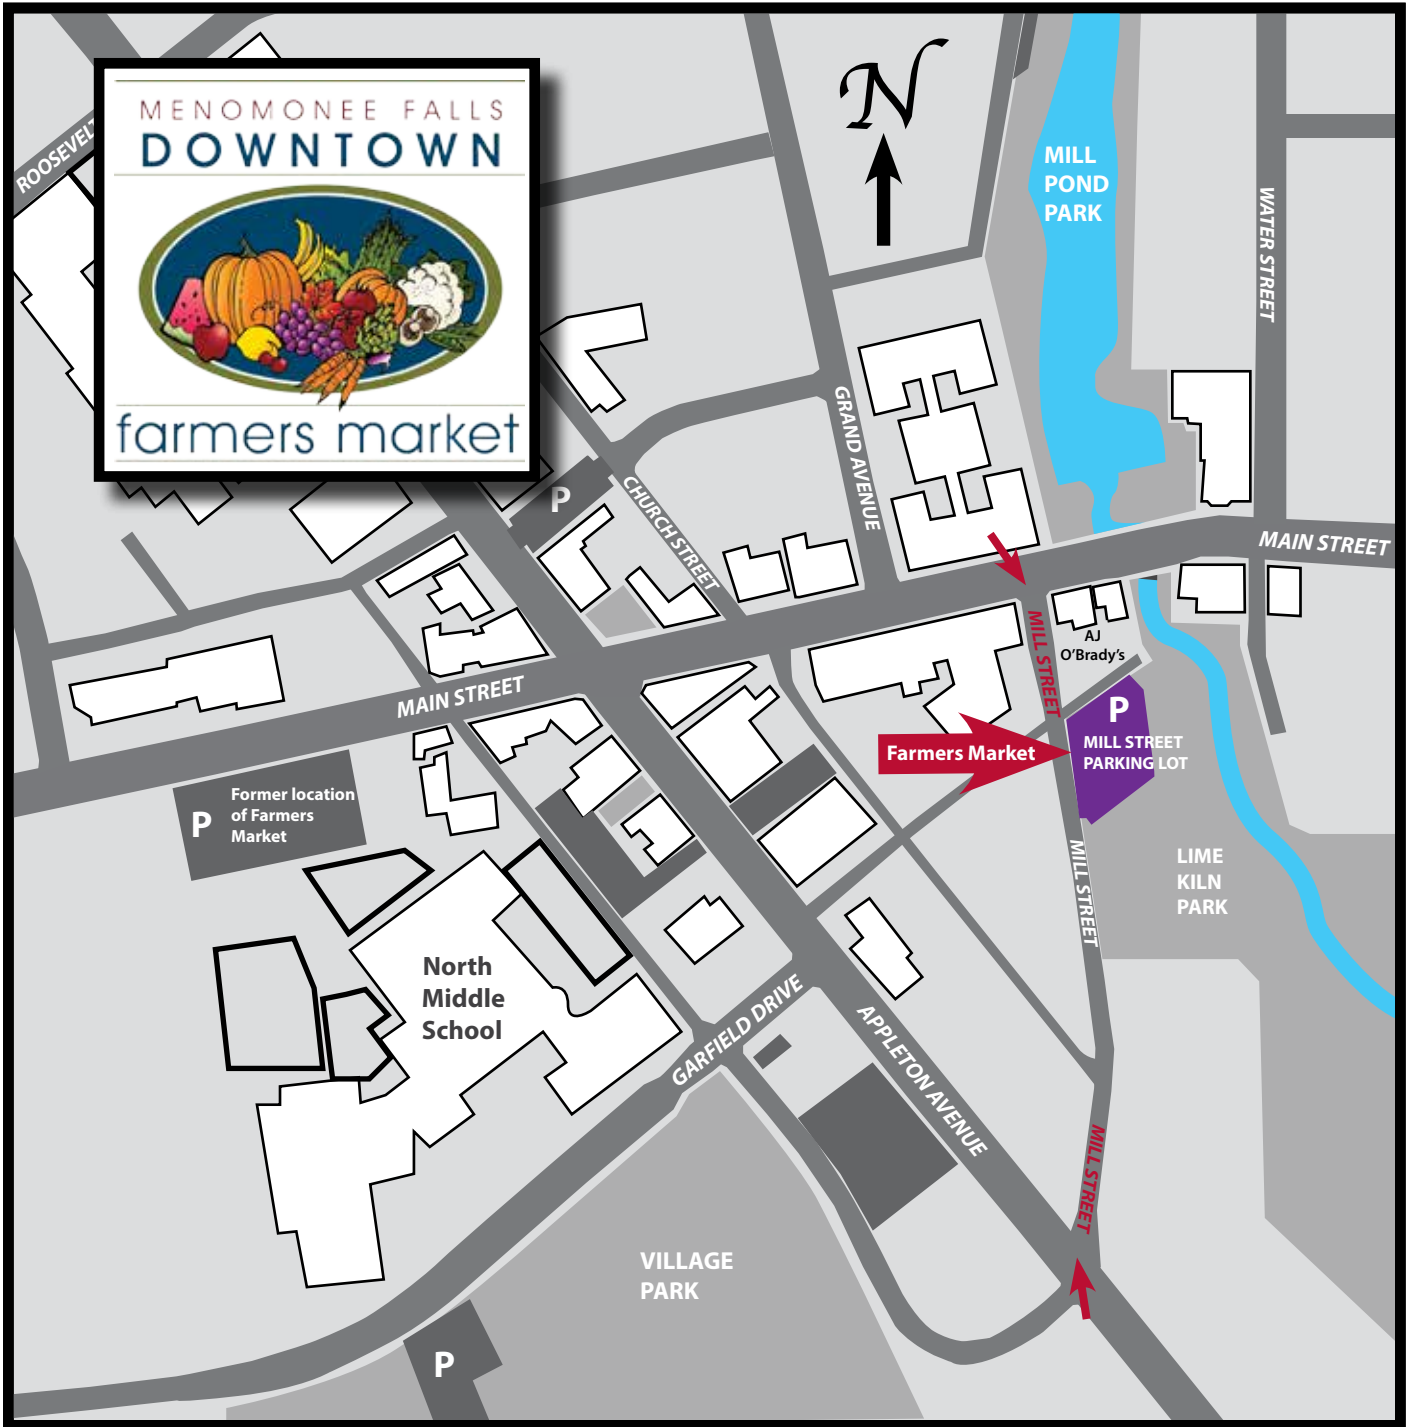 MENOMONEE FALLS
DOWNTOWN
farmers market
ROOSEVELT
N
MILL
POND
PARK
WATER STREET
GRAND AVENUE
P
CHURCH STREET
MAIN STREET
MILL STREET
AJ
O'BRADY'S
MAIN STREET
P
MILL STREET
PARKING LOT
Farmers Market
P
Former location
of Farmers
Market
MILL STREET
LIME
KILN
PARK
North
Middle
School
GARFIELD DRIVE
APPLETON AVENUE
MILL STREET
VILLAGE
PARK
P